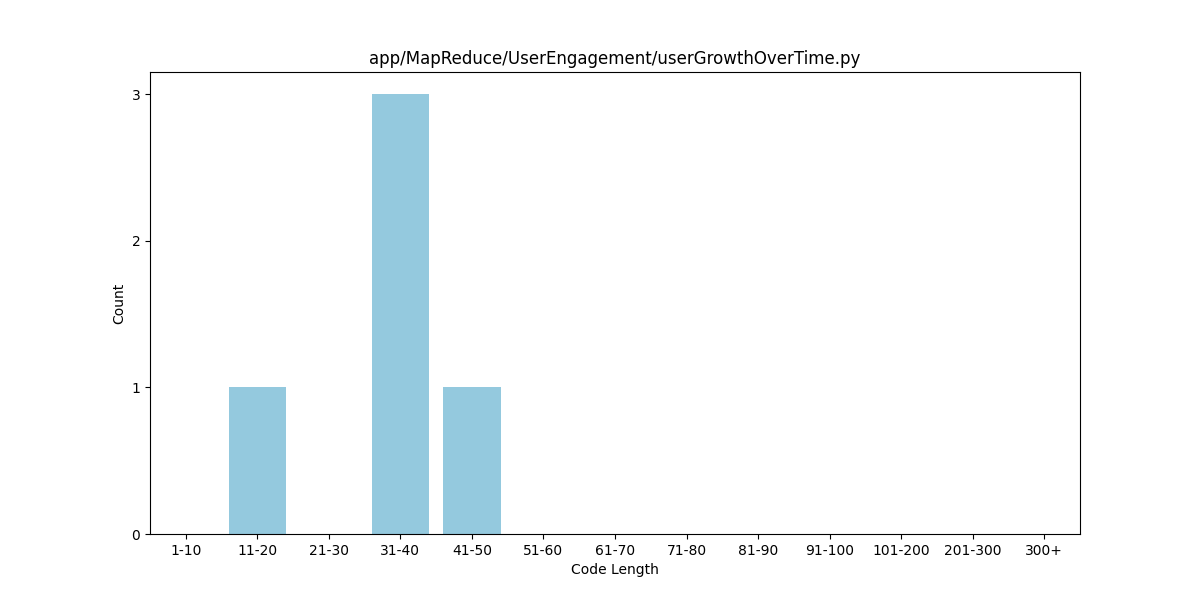 app/MapReduce/UserEngagement/userGrowthOverTime.py
3
2
1
0
Count
1-10 11-20 21-30 31-40 41-50 51-60 61-70 71-80 81-90 91-100 101-200 201-300 300+
Code Length